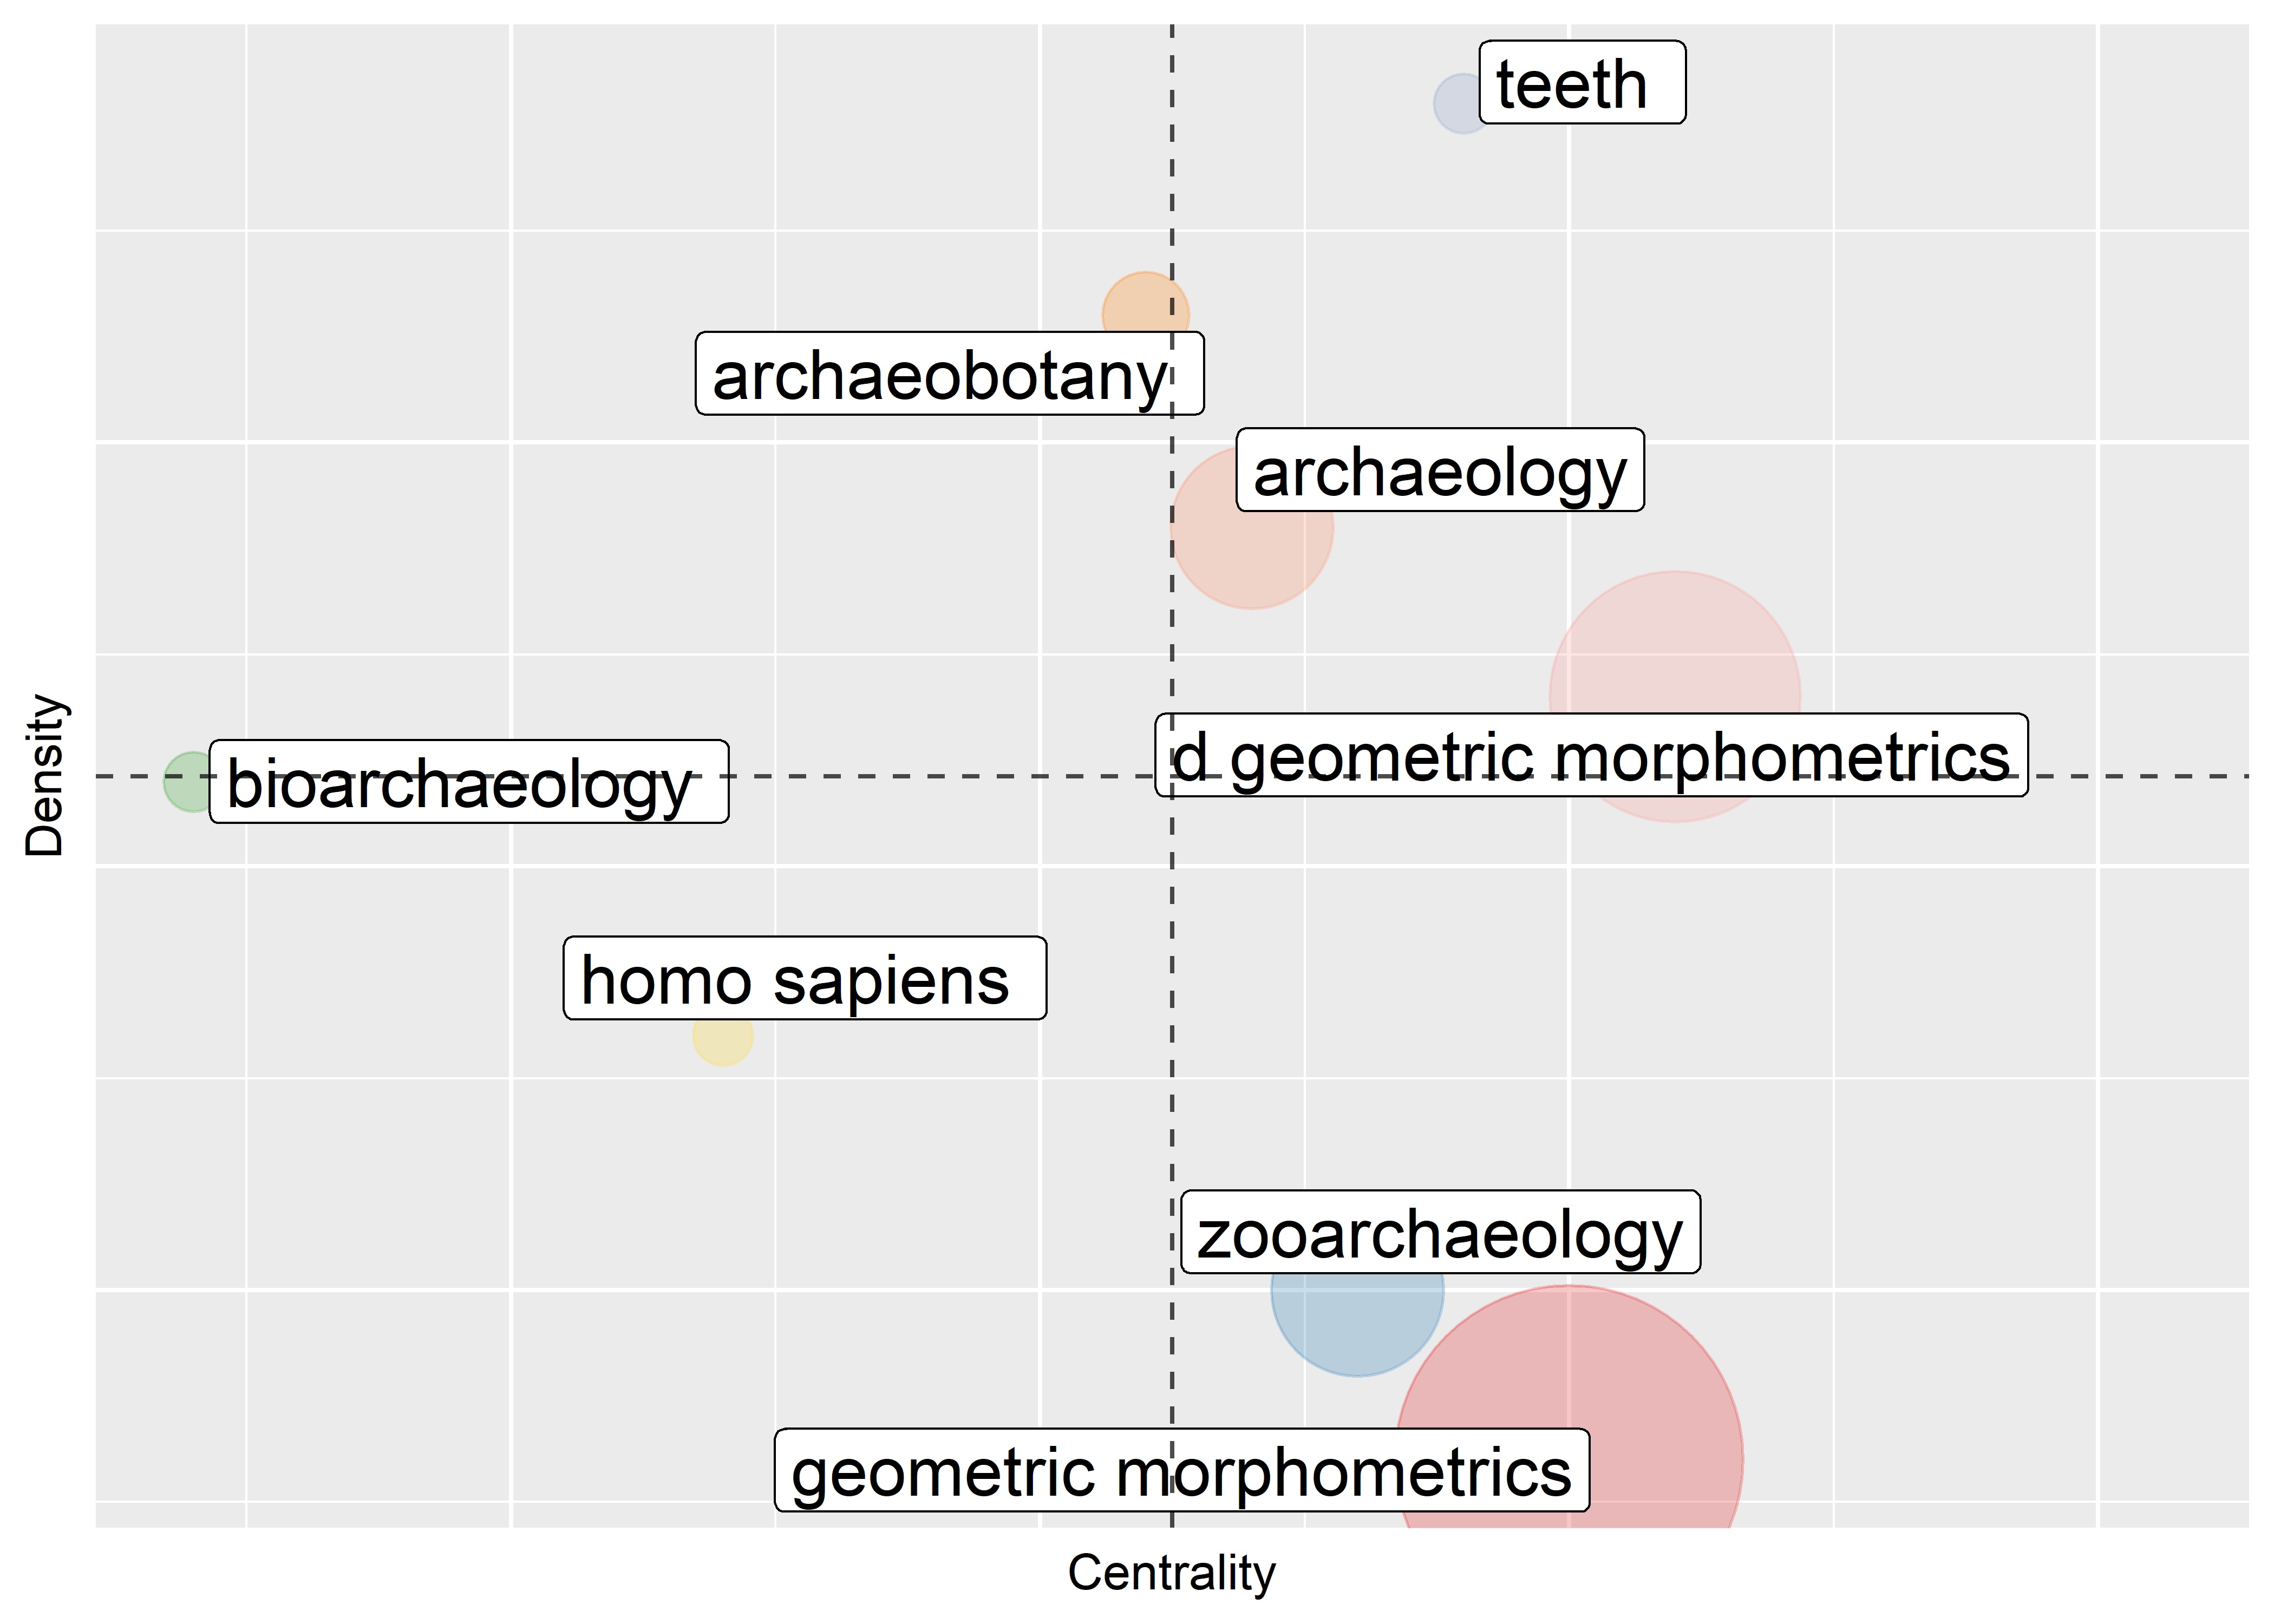 teeth
archaeobotany
archaeology
d geometric morphometrics
bioarchaeology
homo sapiens
zooarchaeology
geometric morphometrics
Density
Centrality